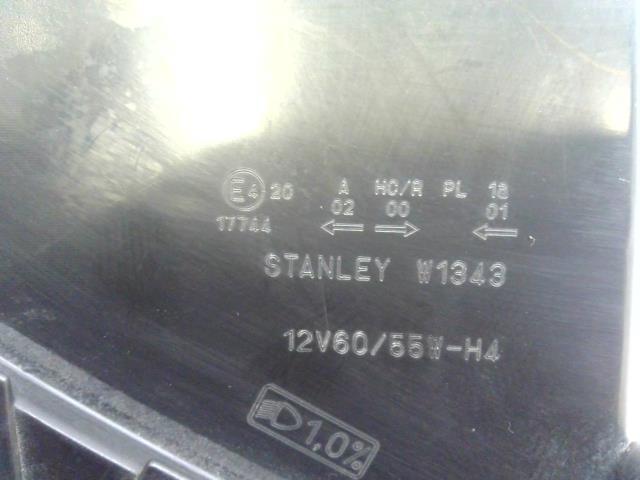 E4 20 A HC/R PL 18
17744 02 00 01
STANLEY W1343
12V60/55W-H4
1,0%